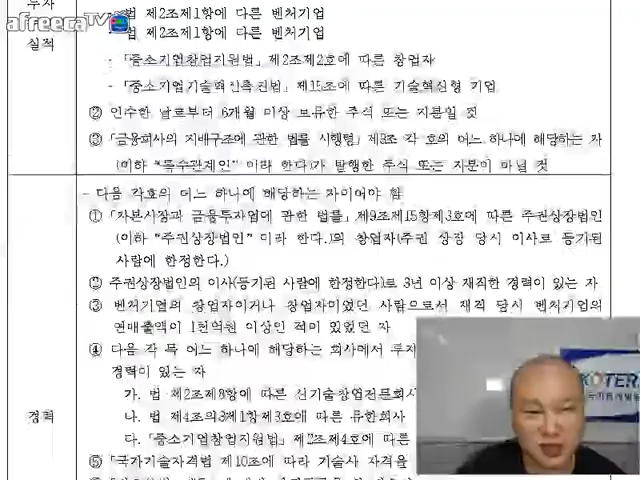 투자
법 제2조제1항에 따른 벤처기업
afreecaTV
법 제2조제1항에 따른 벤처기업
실적
- 「중소기업창업지원법」 제2조제2호에 따른 창업자
- 「중소기업기술혁신촉진법」 제15조에 따른 기술혁신형 기업
② 인수한 날로부터 6개월 이상 보류한 주식 또는 지분일 것
③ 「금융회사의 지배구조에 관한 법률 시행령」 제3조 각 호의 어느 하나에 해당하는 자
(이하 "특수관계인" 이라 한다)가 발행한 주식 또는 지분이 아닐 것
- 다음 각호의 어느 하나에 해당하는 자이여야 함
① 「자본시장과 금융투자업에 관한 법률」 제9조제15항제3호에 따른 주권상장법인
(이하 "주권상장법인" 이라 한다.)의 창업자(주권 상장 당시 이사로 등기된
사람에 한정한다.)
② 주권상장법인의 이사(등기된 사람에 한정한다)로 3년 이상 재직한 경력이 있는 자
③ 벤처기업의 창업자이거나 창업자이었던 사람으로서 재직 당시 벤처기업의
연매출액이 1천억원 이상인 적이 있었던 자
④ 다음 각 목 어느 하나에 해당하는 회사에서 투자
경력이 있는 자
KOTERI
가. 법 제2조제8항에 따른 신기술창업전문회사
경력
나. 법 제4조의3제1항제3호에 따른 유한회사
다. 「중소기업창업지원법」 제2조제4호에 따른
⑤ 「국가기술자격법 제10조에 따라 기술사 자격을